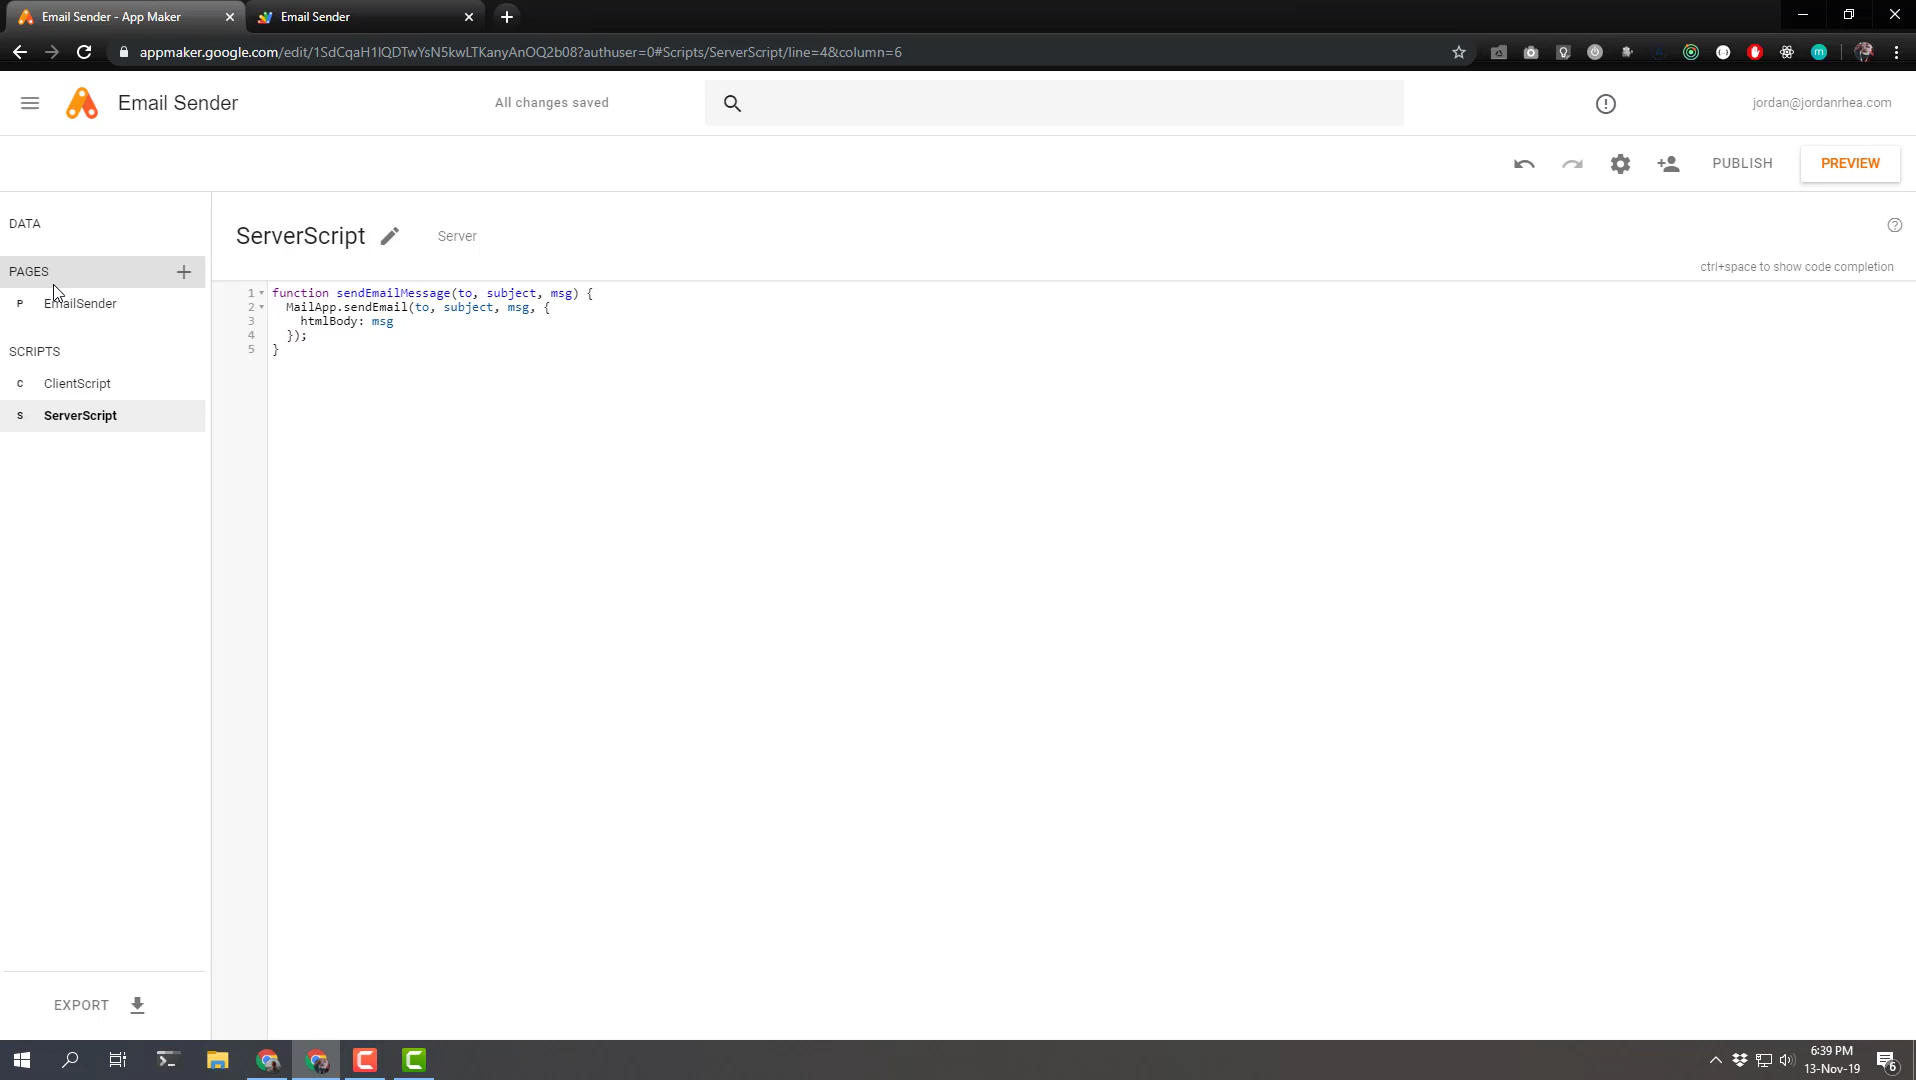 Email Sender - App Maker
Email Sender
appmaker.google.com/edit/1SdCqaH1lQDTwYsN5kwLTKanyAnOQ2b08?authuser=0#Scripts/ServerScript/line=4&column=6
Email Sender
All changes saved
jordan@jordanrhea.com
PUBLISH
PREVIEW
DATA
PAGES
P EmailSender
SCRIPTS
C ClientScript
S ServerScript
ServerScript
Server
ctrl+space to show code completion
1 function sendEmailMessage(to, subject, msg) {
2 MailApp.sendEmail(to, subject, msg, {
3 htmlBody: msg
4 });
5 }
EXPORT
6:39 PM
13-Nov-19
6